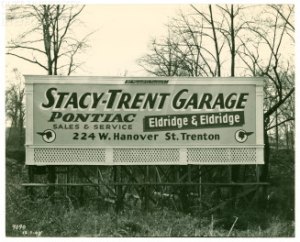 STACY-TRENT GARAGE
PONTIAC
SALES & SERVICE
Eldridge & Eldridge
224 W. Hanover St. Trenton